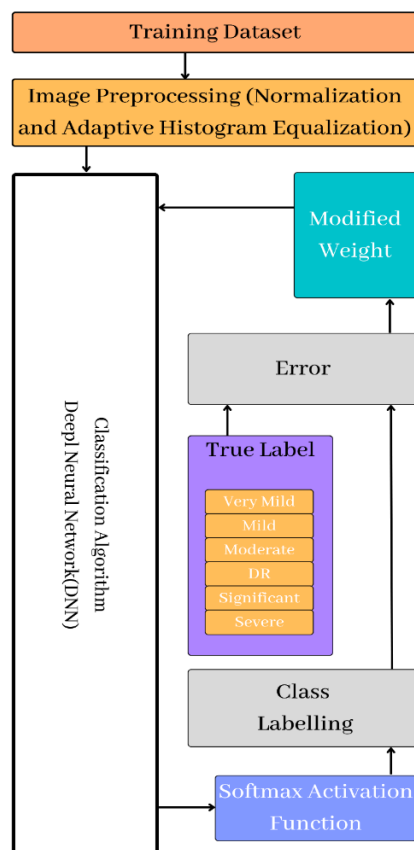 Training Dataset
Image Preprocessing (Normalization
and Adaptive Histogram Equalization)
Modified
Weight
Error
True Label
Very Mild
Mild
Moderate
DR
Significant
Severe
Classification Algorithm
Deepl Neural Network(DNN)
Class
Labelling
Softmax Activation
Function